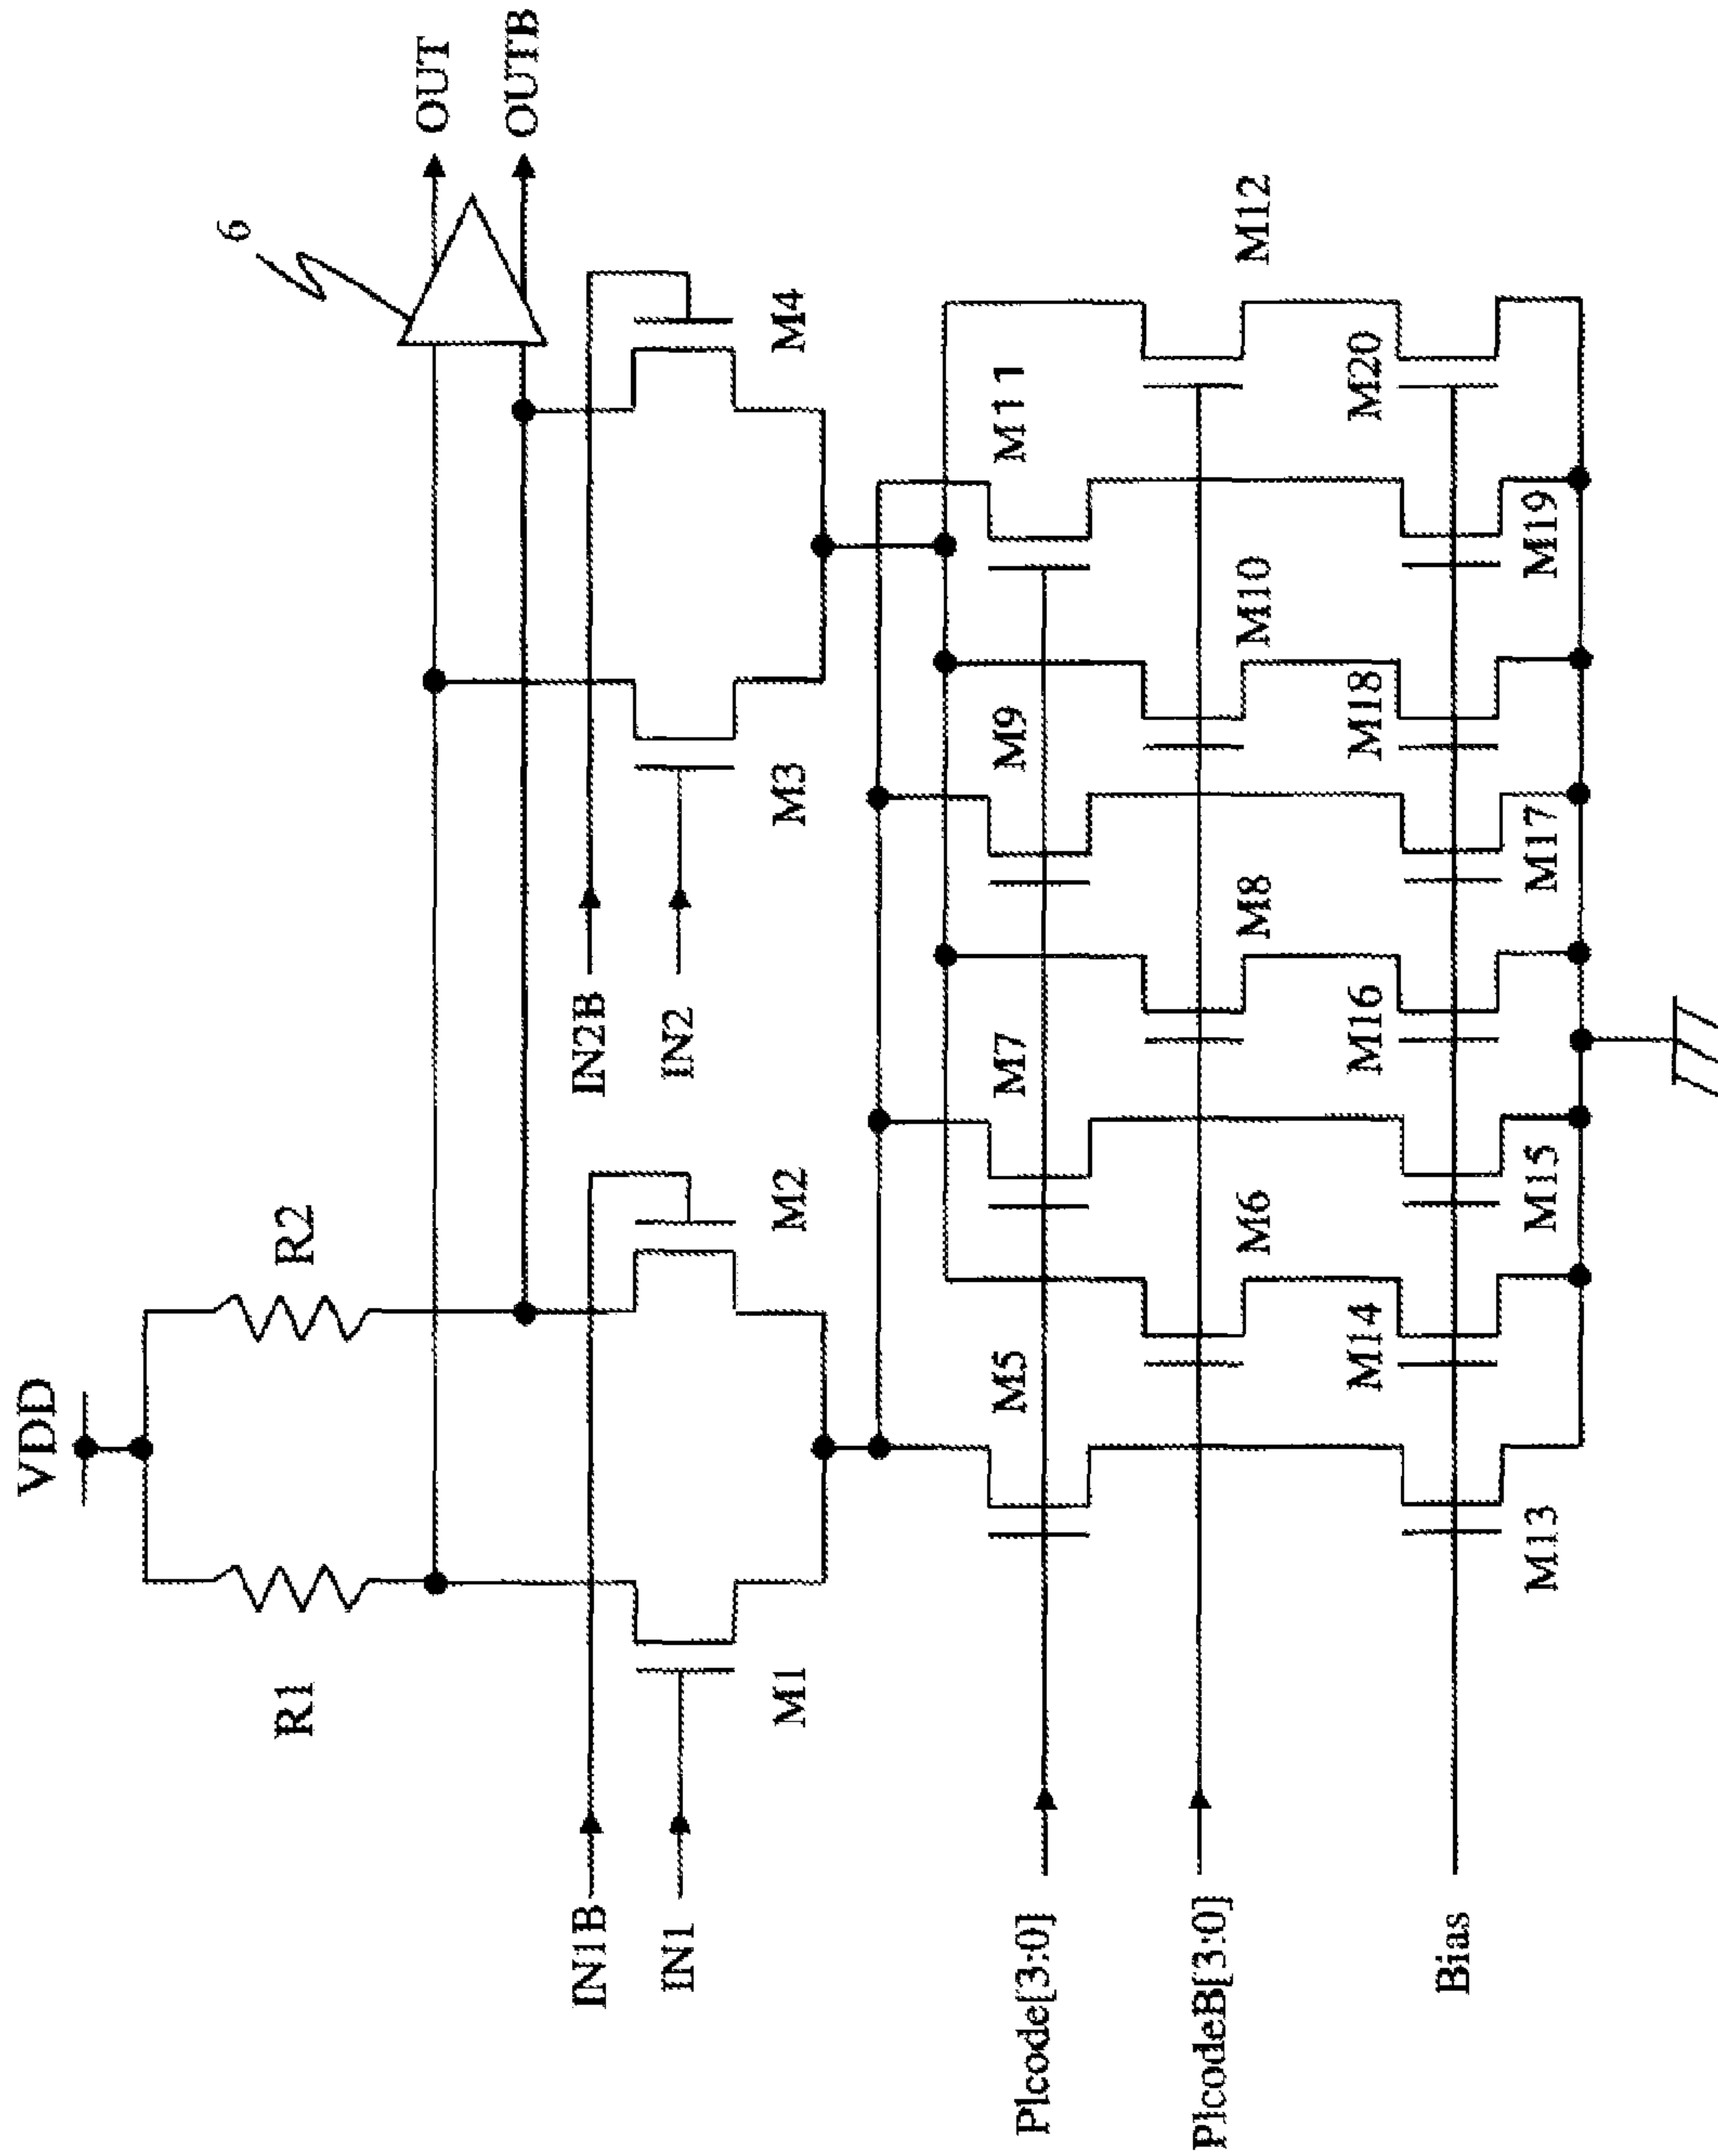 VDD
R1
R2
6
OUT
OUTB
IN1B
IN1
IN2B
IN2
M1
M2
M3
M4
PIcode[3:0]
M5
M7
M9
M11
PIcodeB[3:0]
M6
M8
M10
M12
Bias
M14
M16
M18
M20
M13
M15
M17
M19